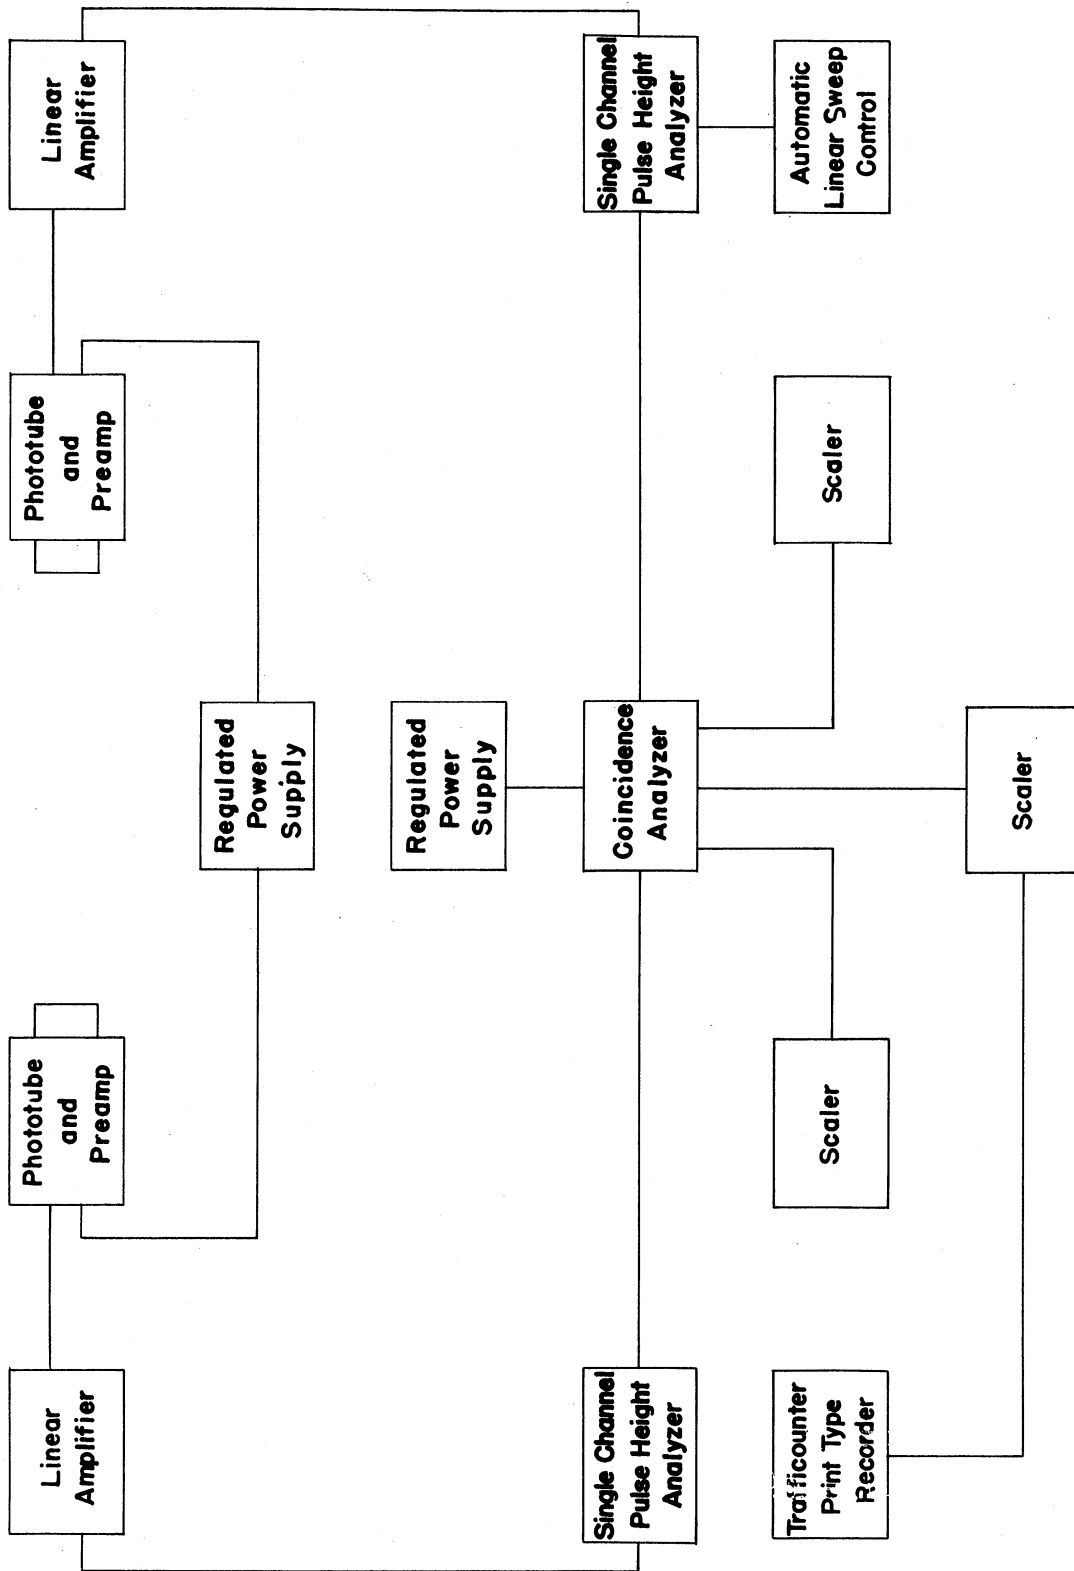 Linear
Amplifier
Phototube
and
Preamp
Phototube
and
Preamp
Linear
Amplifier
Regulated
Power
Supply
Regulated
Power
Supply
Single Channel
Pulse Height
Analyzer
Coincidence
Analyzer
Single Channel
Pulse Height
Analyzer
Trafficounter
Print Type
Recorder
Scaler
Scaler
Automatic
Linear Sweep
Control
Scaler